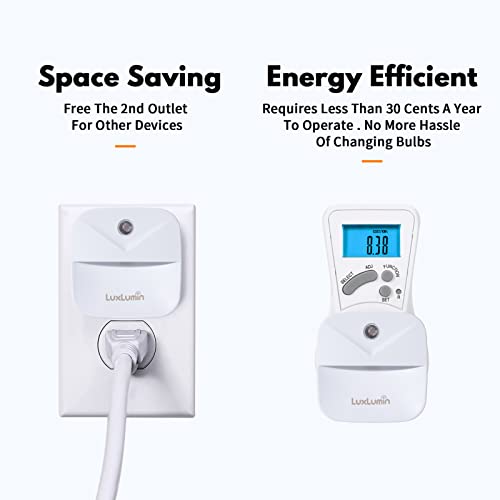 Space Saving
Free The 2nd Outlet
For Other Devices
LuxLumin
Energy Efficient
Requires Less Than 30 Cents A Year
To Operate . No More Hassle
Of Changing Bulbs
8.38
SELECT
ADJ
FUNCTION
SET
R
LuxLumin